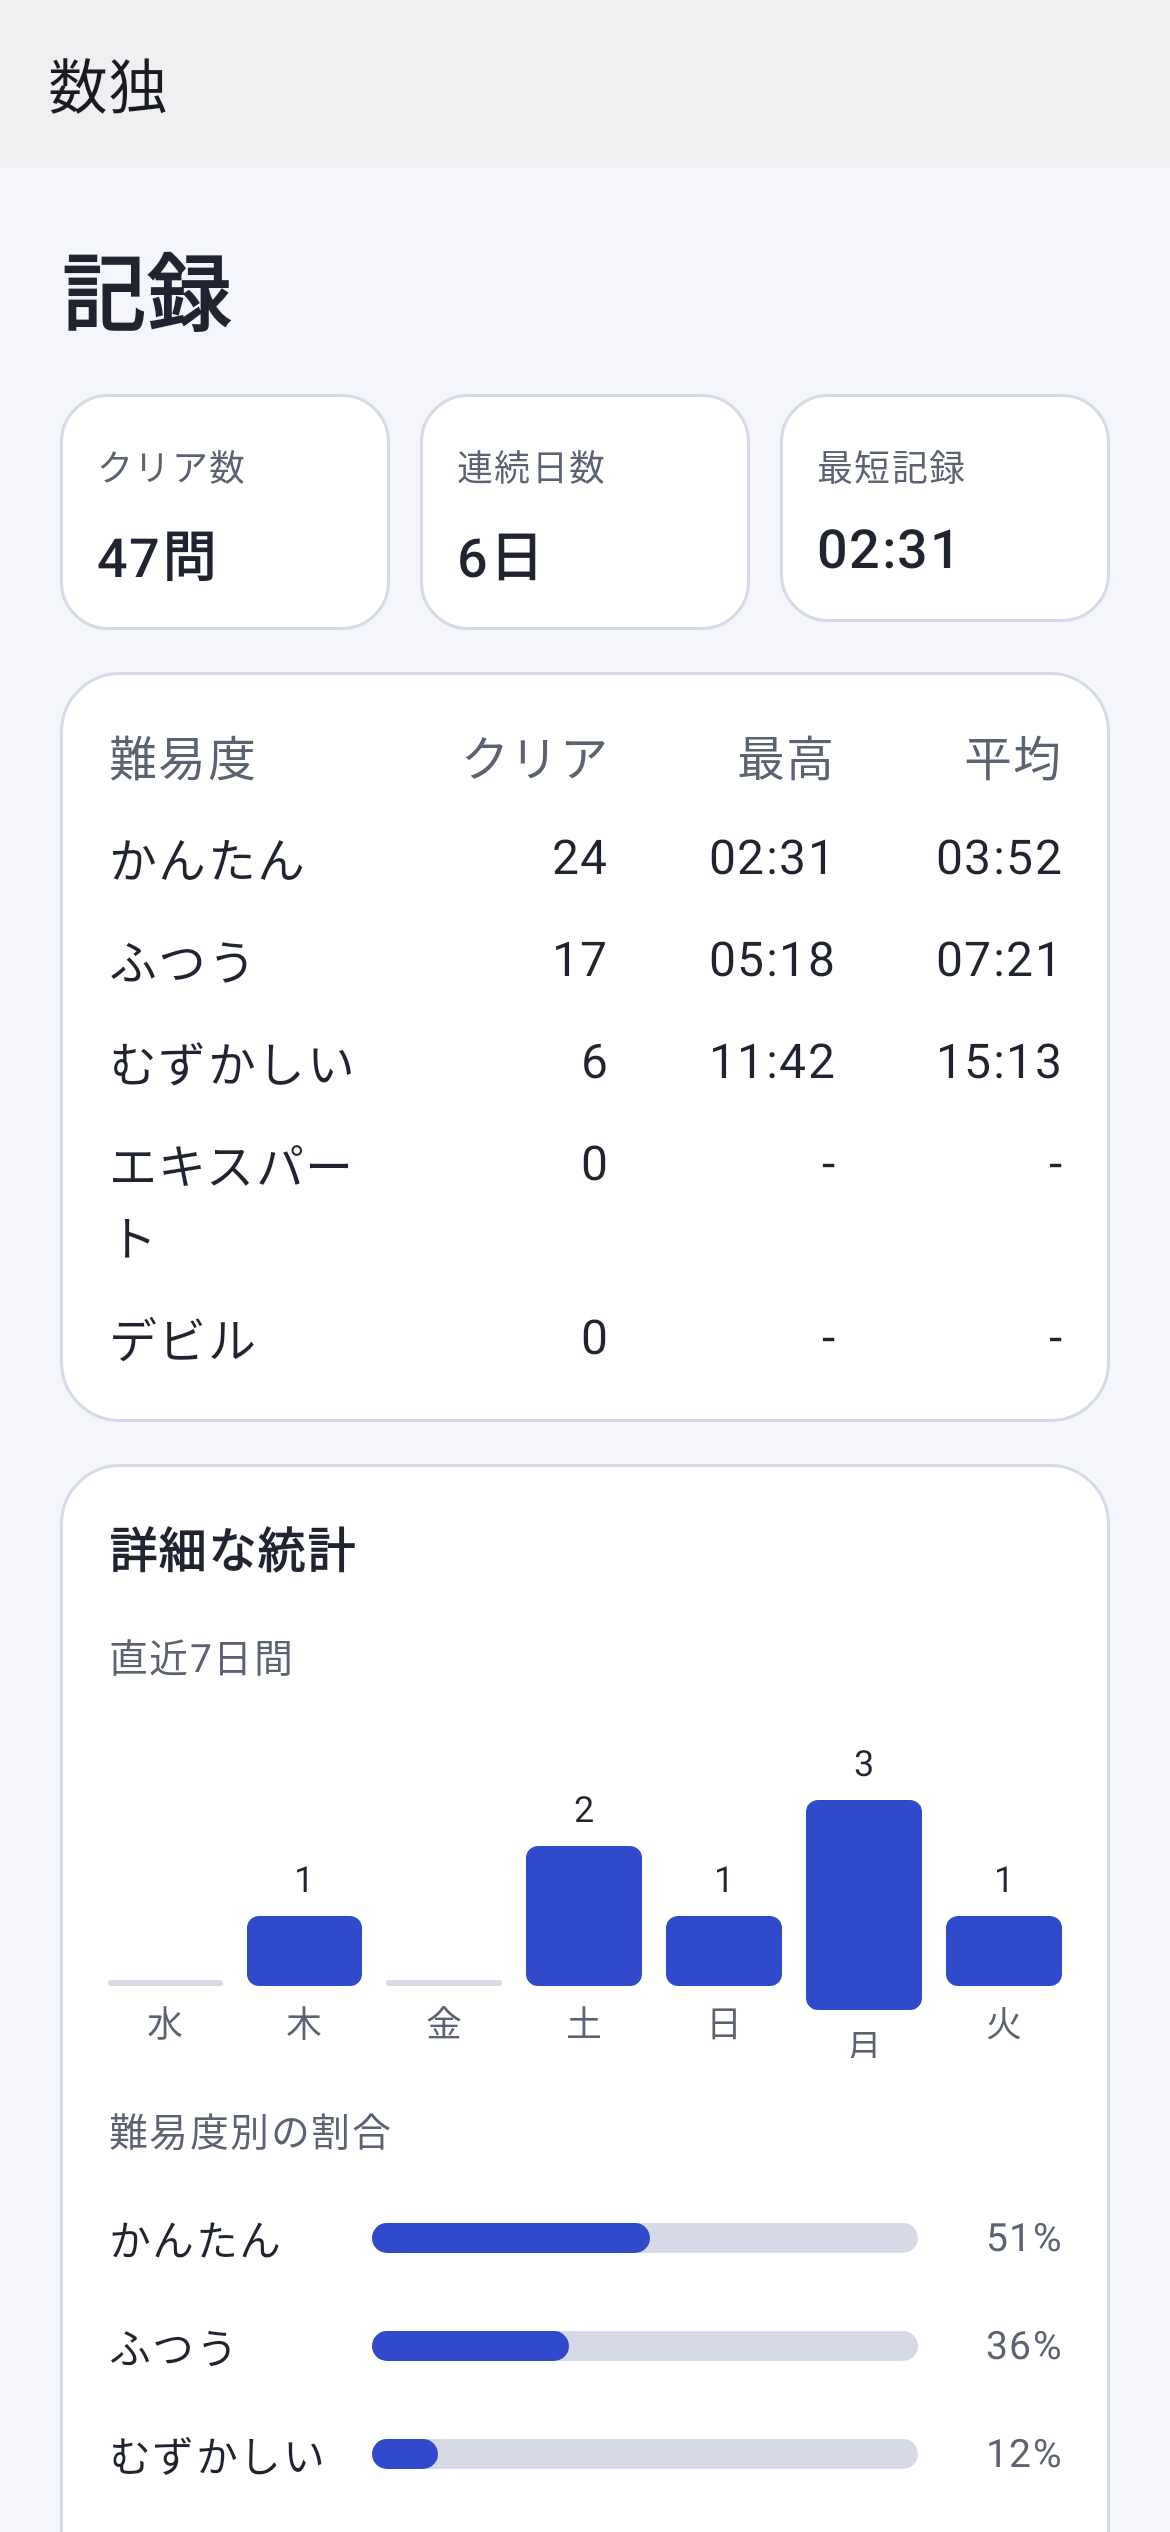 数独
記録
クリア数 連続日数 最短記録
47問 6日 02:31
難易度 クリア 最高 平均
かんたん 24 02:31 03:52
ふつう 17 05:18 07:21
むずかしい 6 11:42 15:13
エキスパー 0 - -
ト
デビル 0 - -
詳細な統計
直近7日間
3
2
1 1 1
水 木 金 土 日 月 火
難易度別の割合
かんたん 51%
ふつう 36%
むずかしい 12%